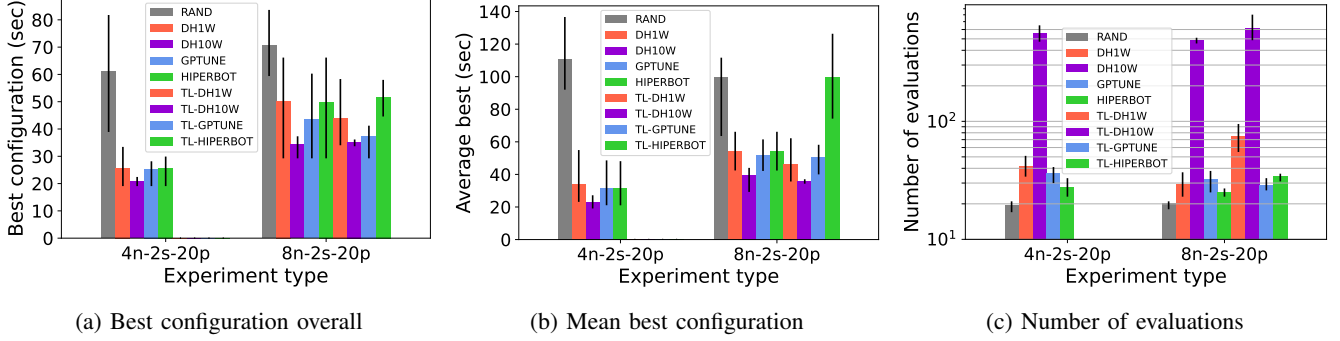 Best configuration (sec)
80
70
60
50
40
30
20
10
0
RAND
DH1W
DH10W
GPTUNE
HIPERBOT
TL-DH1W
TL-DH10W
TL-GPTUNE
TL-HIPERBOT
4n-2s-20p
8n-2s-20p
Experiment type
(a) Best configuration overall
Average best (sec)
140
120
100
80
60
40
20
0
RAND
DH1W
DH10W
GPTUNE
HIPERBOT
TL-DH1W
TL-DH10W
TL-GPTUNE
TL-HIPERBOT
4n-2s-20p
8n-2s-20p
Experiment type
(b) Mean best configuration
Number of evaluations
10²
10¹
RAND
DH1W
DH10W
GPTUNE
HIPERBOT
TL-DH1W
TL-DH10W
TL-GPTUNE
TL-HIPERBOT
4n-2s-20p
8n-2s-20p
Experiment type
(c) Number of evaluations